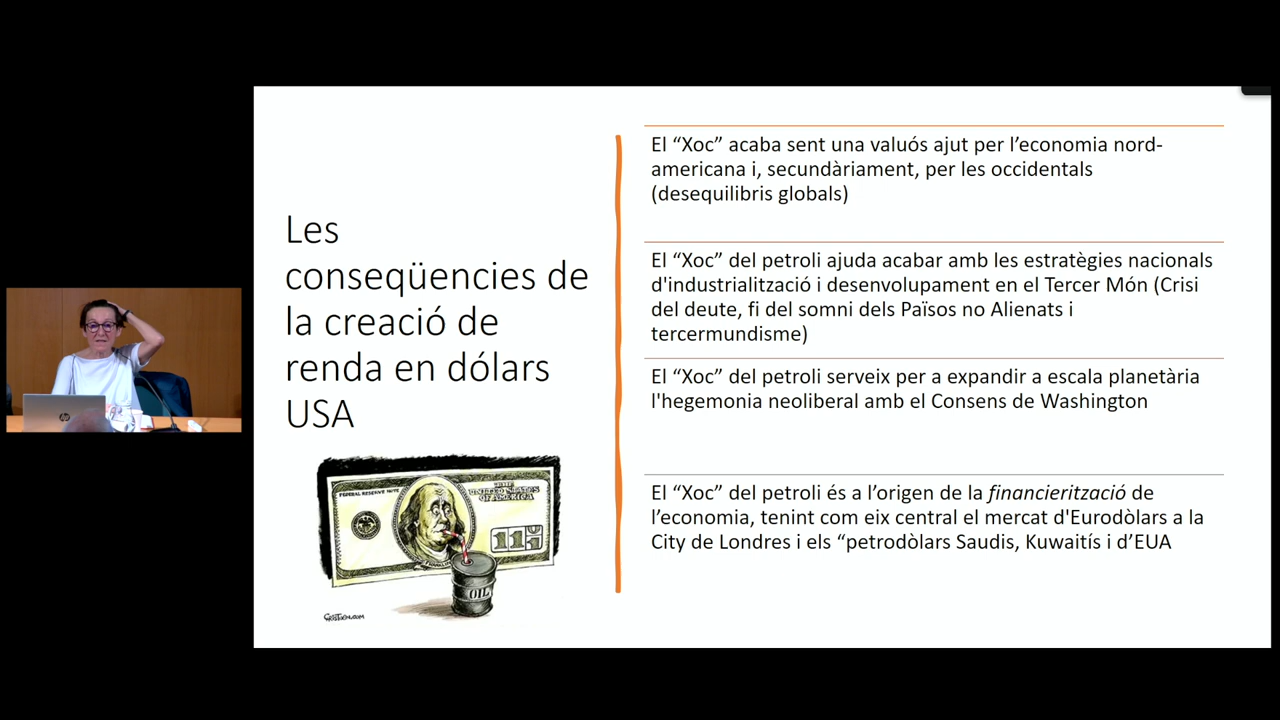 Les
conseqüencies de
la creació de
renda en dólars
USA
FEDERAL RESERVE NOTE
THE
UNITED STATES
OF AMERICA
OIL
El “Xoc” acaba sent una valuós ajut per l’economia nord-
americana i, secundàriament, per les occidentals
(desequilibris globals)
El “Xoc” del petroli ajuda acabar amb les estratègies nacionals
d'industrialització i desenvolupament en el Tercer Món (Crisi
del deute, fi del somni dels Països no Alienats i
tercermundisme)
El “Xoc” del petroli serveix per a expandir a escala planetària
l'hegemonia neoliberal amb el Consens de Washington
El “Xoc” del petroli és a l’origen de la financierització de
l’economia, tenint com eix central el mercat d'Eurodòlars a la
City de Londres i els “petrodòlars Saudis, Kuwaitís i d’EUA
hp